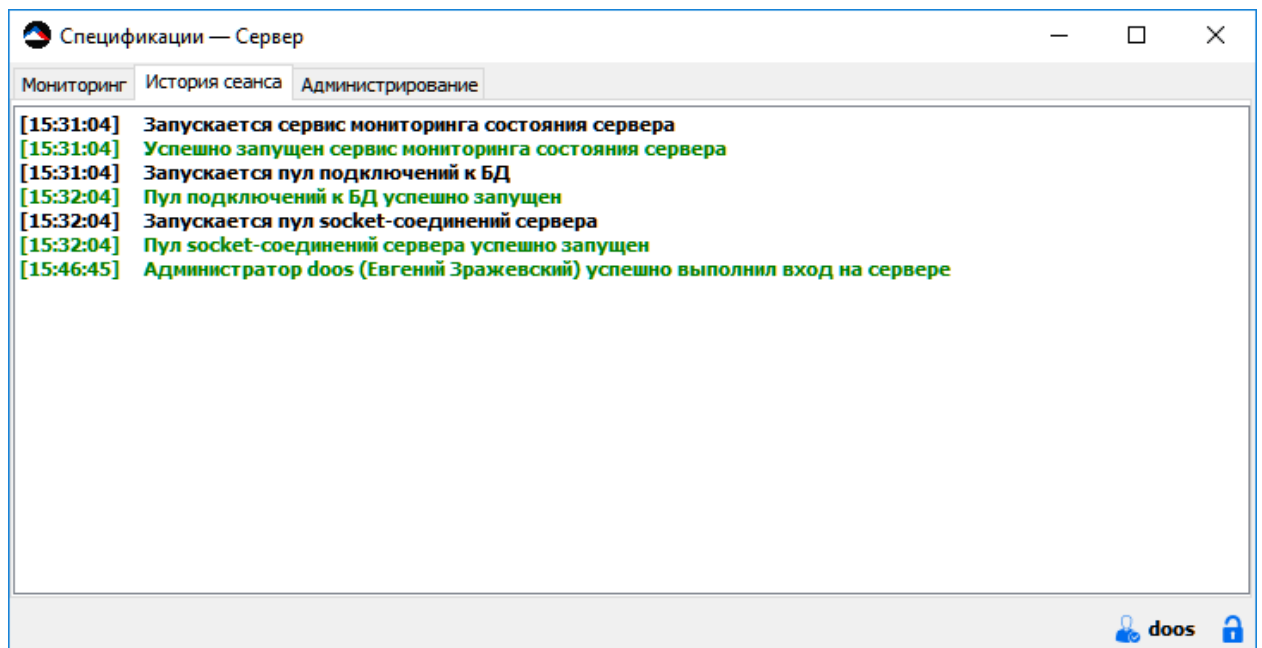 Спецификации — Сервер
Мониторинг История сеанса Администрирование
[15:31:04] Запускается сервис мониторинга состояния сервера
[15:31:04] Успешно запущен сервис мониторинга состояния сервера
[15:31:04] Запускается пул подключений к БД
[15:32:04] Пул подключений к БД успешно запущен
[15:32:04] Запускается пул socket-соединений сервера
[15:32:04] Пул socket-соединений сервера успешно запущен
[15:46:45] Администратор doos (Евгений Зражевский) успешно выполнил вход на сервере
doos